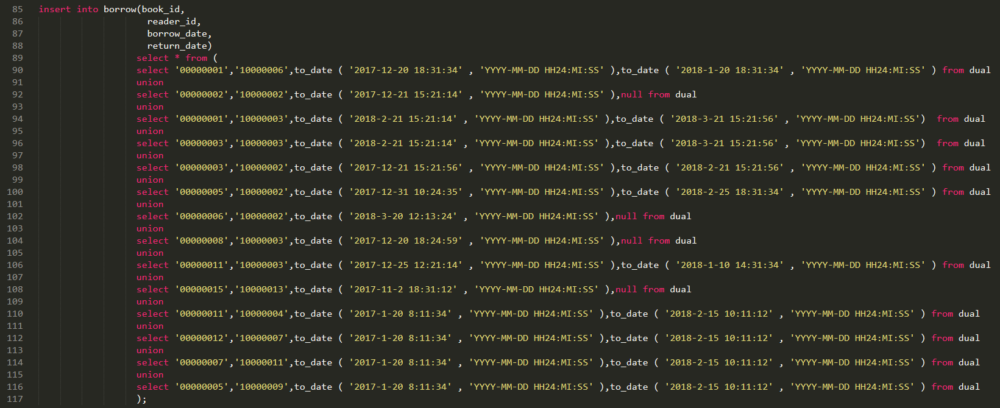 85 insert into borrow(book_id,
86 reader_id,
87 borrow_date,
88 return_date)
89 select * from (
90 select '00000001','10000006',to_date ( '2017-12-20 18:31:34' , 'YYYY-MM-DD HH24:MI:SS' ),to_date ( '2018-1-20 18:31:34' , 'YYYY-MM-DD HH24:MI:SS' ) from dual
91 union
92 select '00000002','10000002',to_date ( '2017-12-21 15:21:14' , 'YYYY-MM-DD HH24:MI:SS' ),null from dual
93 union
94 select '00000001','10000003',to_date ( '2018-2-21 15:21:14' , 'YYYY-MM-DD HH24:MI:SS' ),to_date ( '2018-3-21 15:21:56' , 'YYYY-MM-DD HH24:MI:SS')  from dual
95 union
96 select '00000003','10000003',to_date ( '2018-2-21 15:21:14' , 'YYYY-MM-DD HH24:MI:SS' ),to_date ( '2018-3-21 15:21:56' , 'YYYY-MM-DD HH24:MI:SS')  from dual
97 union
98 select '00000003','10000002',to_date ( '2017-12-21 15:21:56' , 'YYYY-MM-DD HH24:MI:SS' ),to_date ( '2018-2-21 15:21:56' , 'YYYY-MM-DD HH24:MI:SS' ) from dual
99 union
100 select '00000005','10000002',to_date ( '2017-12-31 10:24:35' , 'YYYY-MM-DD HH24:MI:SS' ),to_date ( '2018-2-25 18:31:34' , 'YYYY-MM-DD HH24:MI:SS' ) from dual
101 union
102 select '00000006','10000002',to_date ( '2018-3-20 12:13:24' , 'YYYY-MM-DD HH24:MI:SS' ),null from dual
103 union
104 select '00000008','10000003',to_date ( '2017-12-20 18:24:59' , 'YYYY-MM-DD HH24:MI:SS' ),null from dual
105 union
106 select '00000011','10000003',to_date ( '2017-12-25 12:21:14' , 'YYYY-MM-DD HH24:MI:SS' ),to_date ( '2018-1-10 14:31:34' , 'YYYY-MM-DD HH24:MI:SS' ) from dual
107 union
108 select '00000015','10000013',to_date ( '2017-11-2 18:31:12' , 'YYYY-MM-DD HH24:MI:SS' ),null from dual
109 union
110 select '00000011','10000004',to_date ( '2017-1-20 8:11:34' , 'YYYY-MM-DD HH24:MI:SS' ),to_date ( '2018-2-15 10:11:12' , 'YYYY-MM-DD HH24:MI:SS' ) from dual
111 union
112 select '00000012','10000007',to_date ( '2017-1-20 8:11:34' , 'YYYY-MM-DD HH24:MI:SS' ),to_date ( '2018-2-15 10:11:12' , 'YYYY-MM-DD HH24:MI:SS' ) from dual
113 union
114 select '00000007','10000011',to_date ( '2017-1-20 8:11:34' , 'YYYY-MM-DD HH24:MI:SS' ),to_date ( '2018-2-15 10:11:12' , 'YYYY-MM-DD HH24:MI:SS' ) from dual
115 union
116 select '00000005','10000009',to_date ( '2017-1-20 8:11:34' , 'YYYY-MM-DD HH24:MI:SS' ),to_date ( '2018-2-15 10:11:12' , 'YYYY-MM-DD HH24:MI:SS' ) from dual
117 );